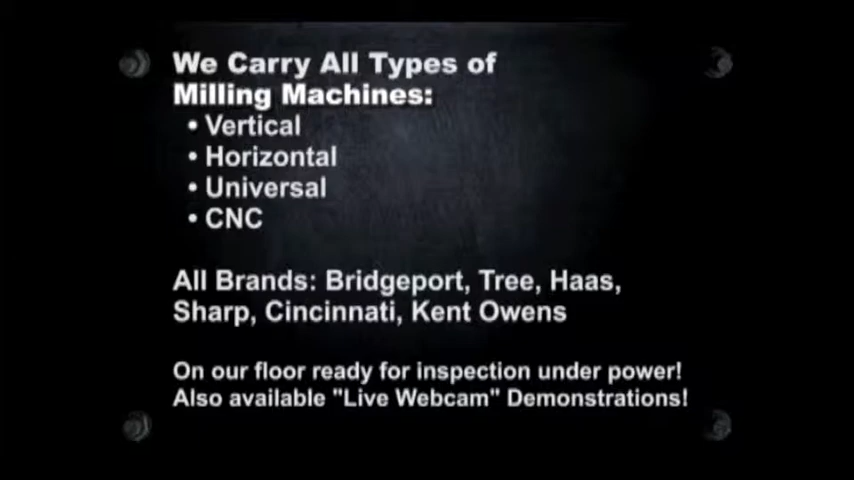 We Carry All Types of
Milling Machines:
• Vertical
• Horizontal
• Universal
• CNC
All Brands: Bridgeport, Tree, Haas,
Sharp, Cincinnati, Kent Owens
On our floor ready for inspection under power!
Also available "Live Webcam" Demonstrations!